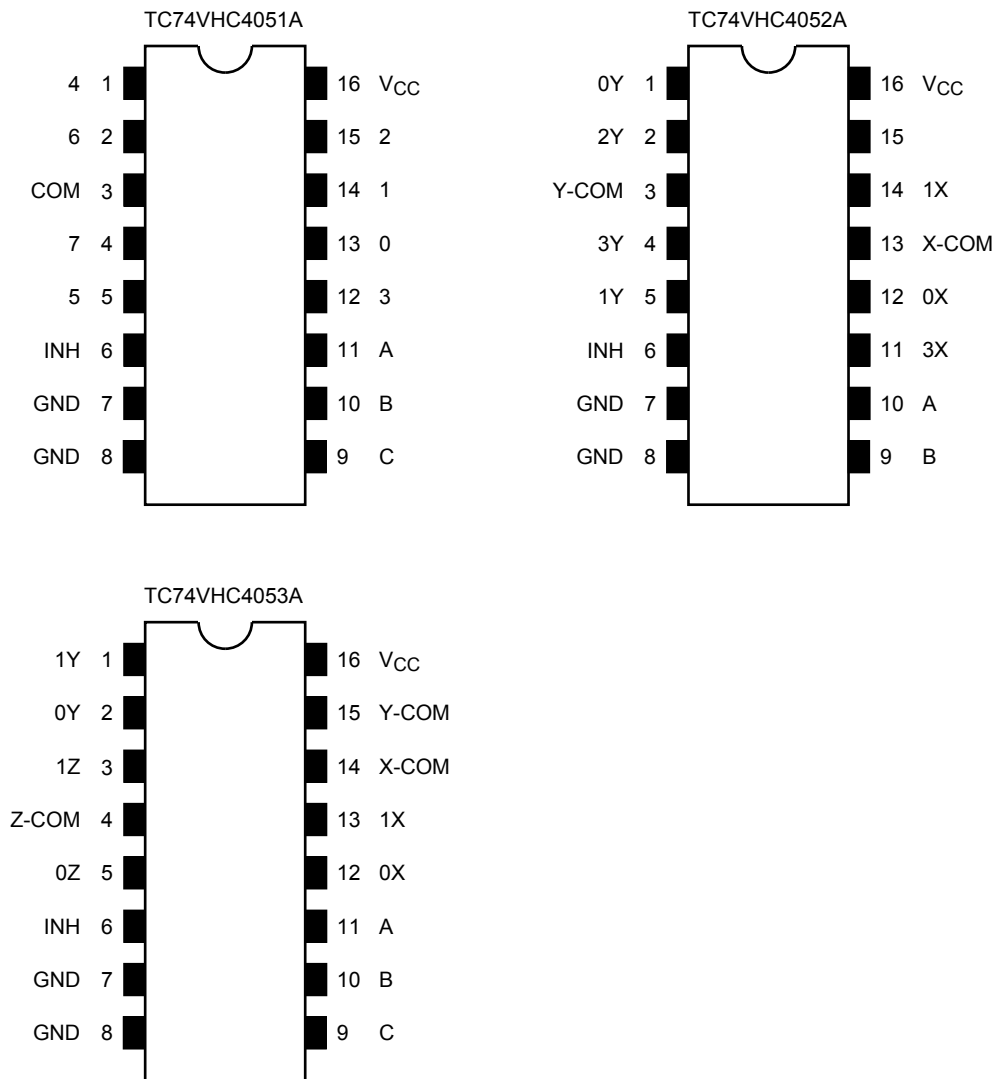 TC74VHC4051A
4 1 16 VCC
6 2 15 2
COM 3 14 1
7 4 13 0
5 5 12 3
INH 6 11 A
GND 7 10 B
GND 8 9 C
TC74VHC4052A
0Y 1 16 VCC
2Y 2 15
Y-COM 3 14 1X
3Y 4 13 X-COM
1Y 5 12 0X
INH 6 11 3X
GND 7 10 A
GND 8 9 B
TC74VHC4053A
1Y 1 16 VCC
0Y 2 15 Y-COM
1Z 3 14 X-COM
Z-COM 4 13 1X
0Z 5 12 0X
INH 6 11 A
GND 7 10 B
GND 8 9 C